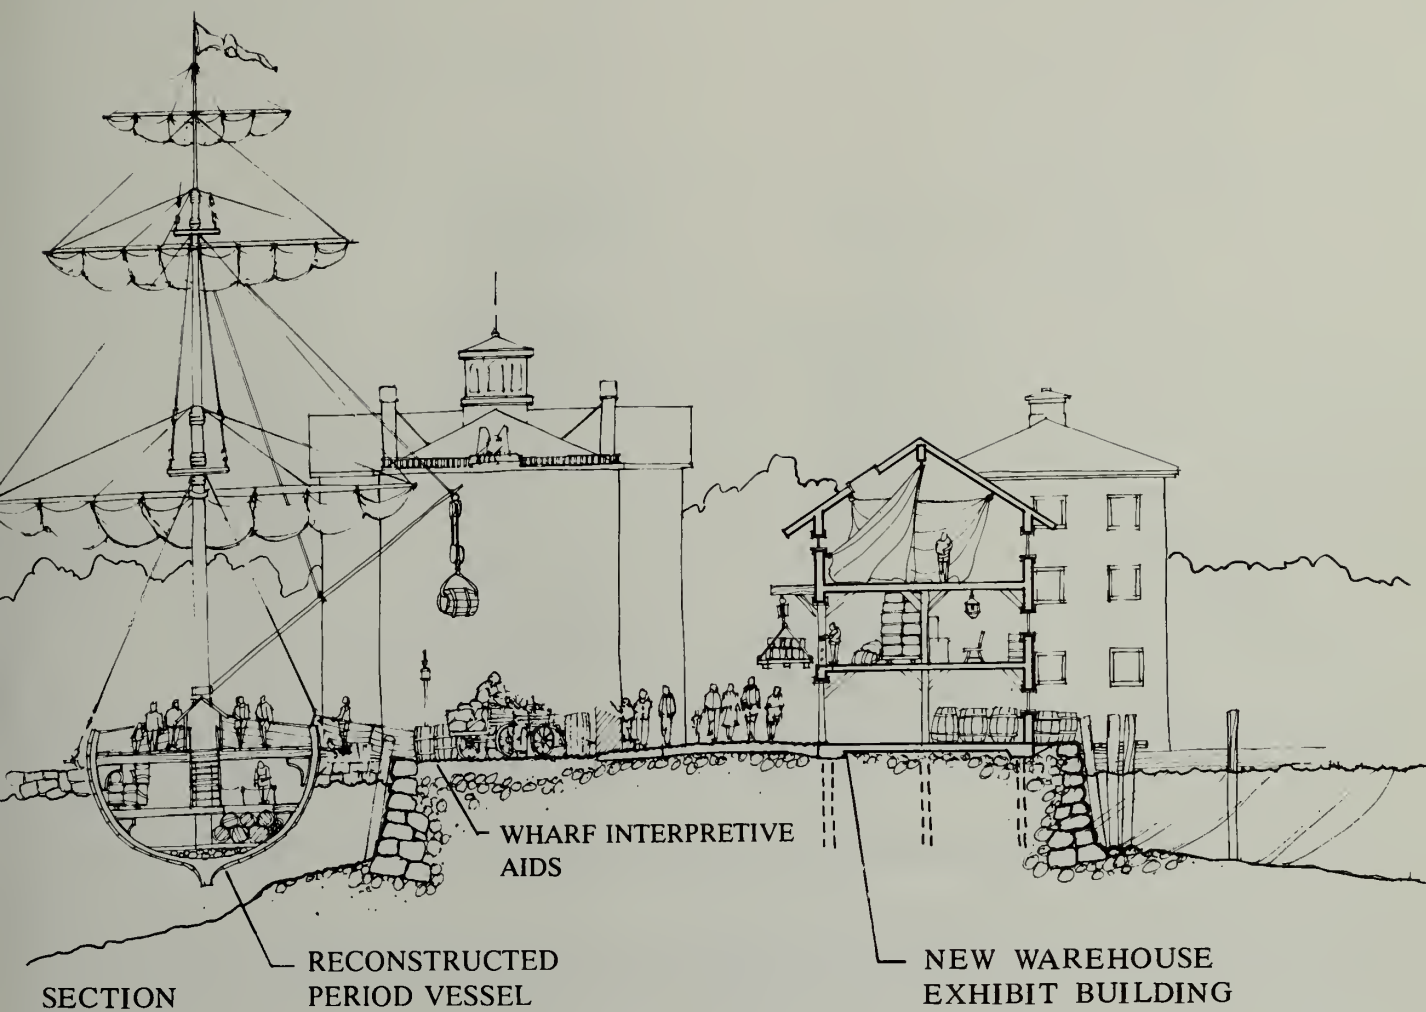 WHARF INTERPRETIVE
AIDS
RECONSTRUCTED
PERIOD VESSEL
NEW WAREHOUSE
EXHIBIT BUILDING
SECTION